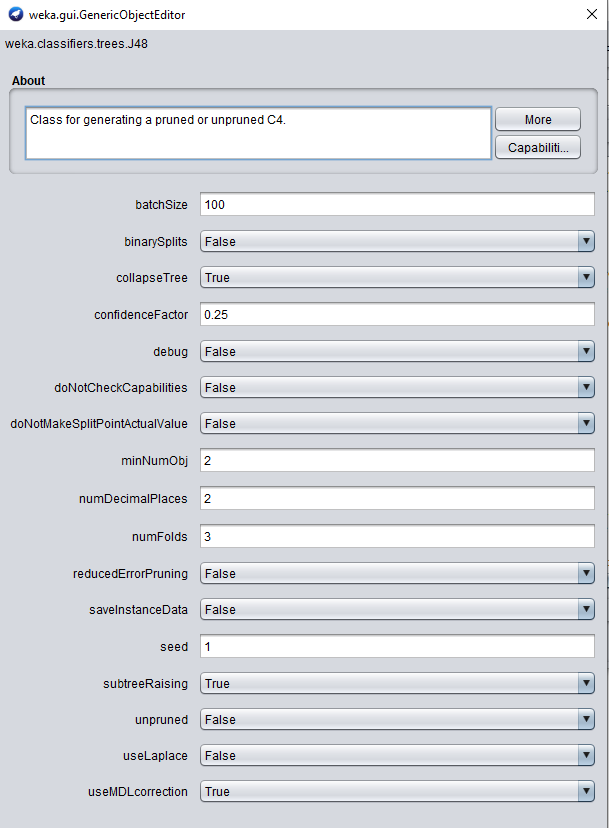 weka.gui.GenericObjectEditor
weka.classifiers.trees.J48
About
Class for generating a pruned or unpruned C4.
More
Capabiliti...
batchSize 100
binarySplits False
collapseTree True
confidenceFactor 0.25
debug False
doNotCheckCapabilities False
doNotMakeSplitPointActualValue False
minNumObj 2
numDecimalPlaces 2
numFolds 3
reducedErrorPruning False
saveInstanceData False
seed 1
subtreeRaising True
unpruned False
useLaplace False
useMDLcorrection True